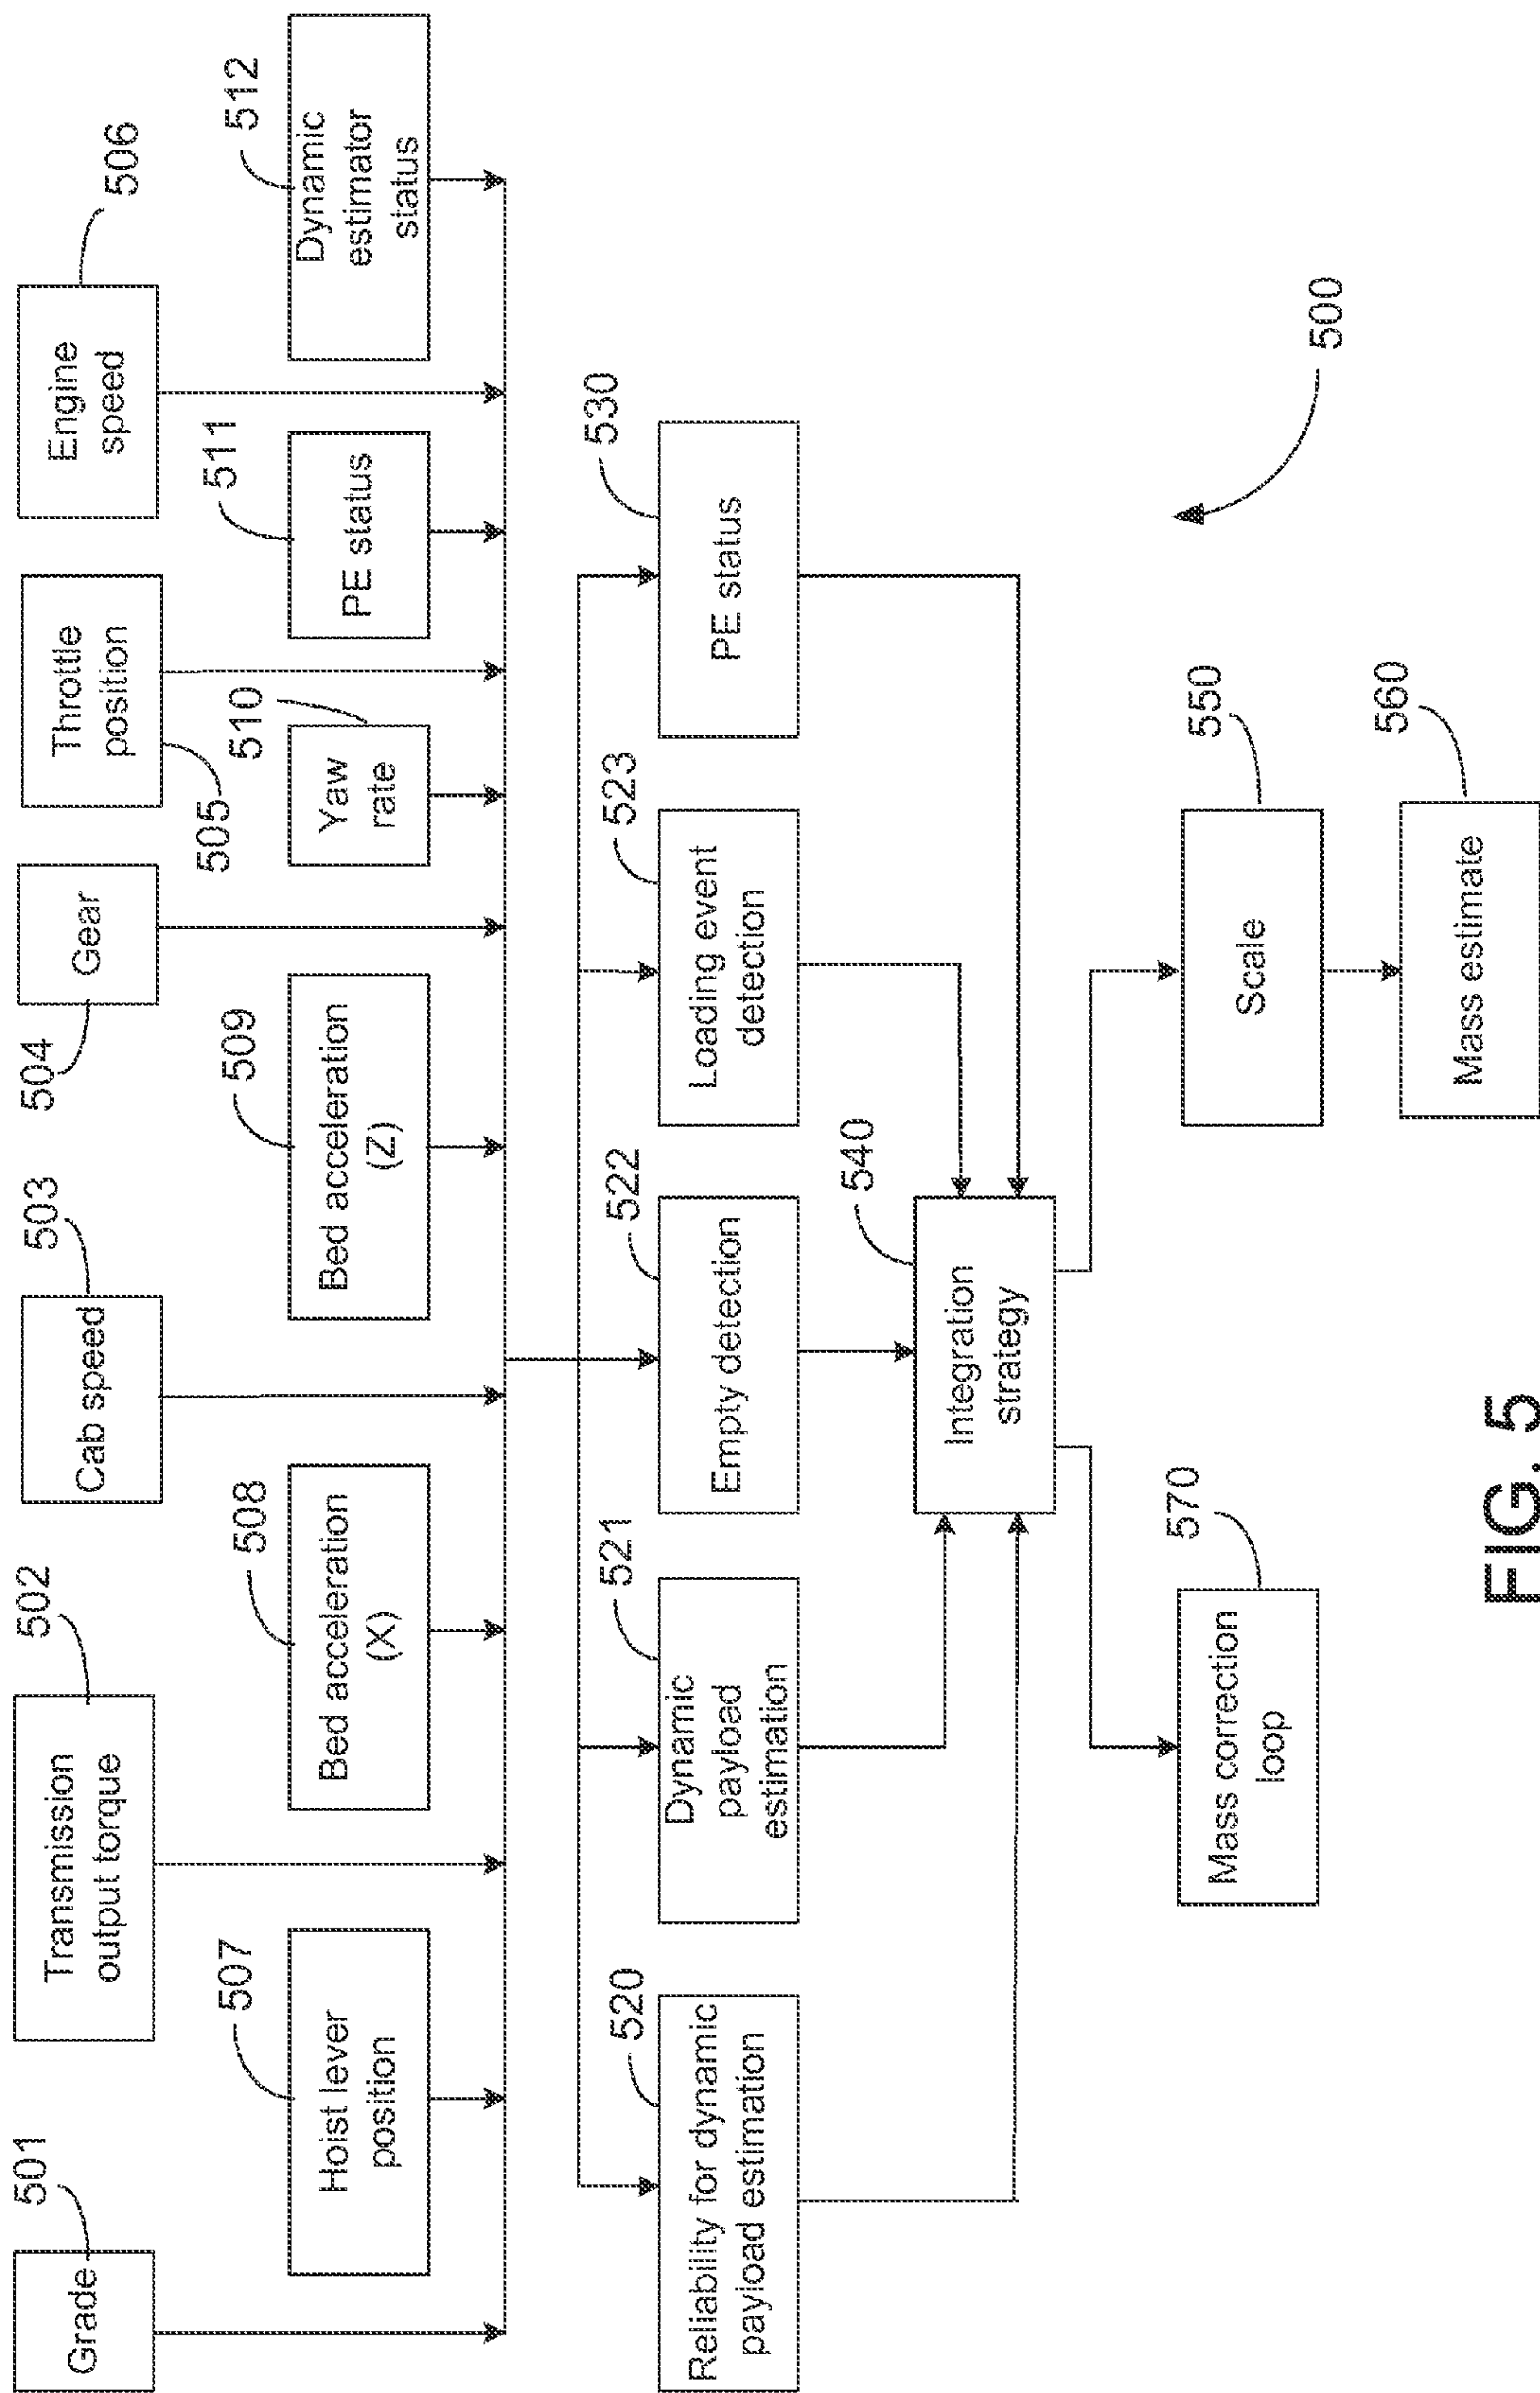 501
Grade
502
Transmission
output torque
503
Cab speed
504
Gear
505
Throttle
position
506
Engine
speed
507
Hoist lever
position
508
Bed acceleration
(X)
509
Bed acceleration
(Z)
510
Yaw
rate
511
PE status
512
Dynamic
estimator
status
520
Reliability for dynamic
payload estimation
521
Dynamic
payload
estimation
522
Empty detection
523
Loading event
detection
530
PE status
540
Integration
strategy
550
Scale
560
Mass estimate
570
Mass correction
loop
500
FIG. 5